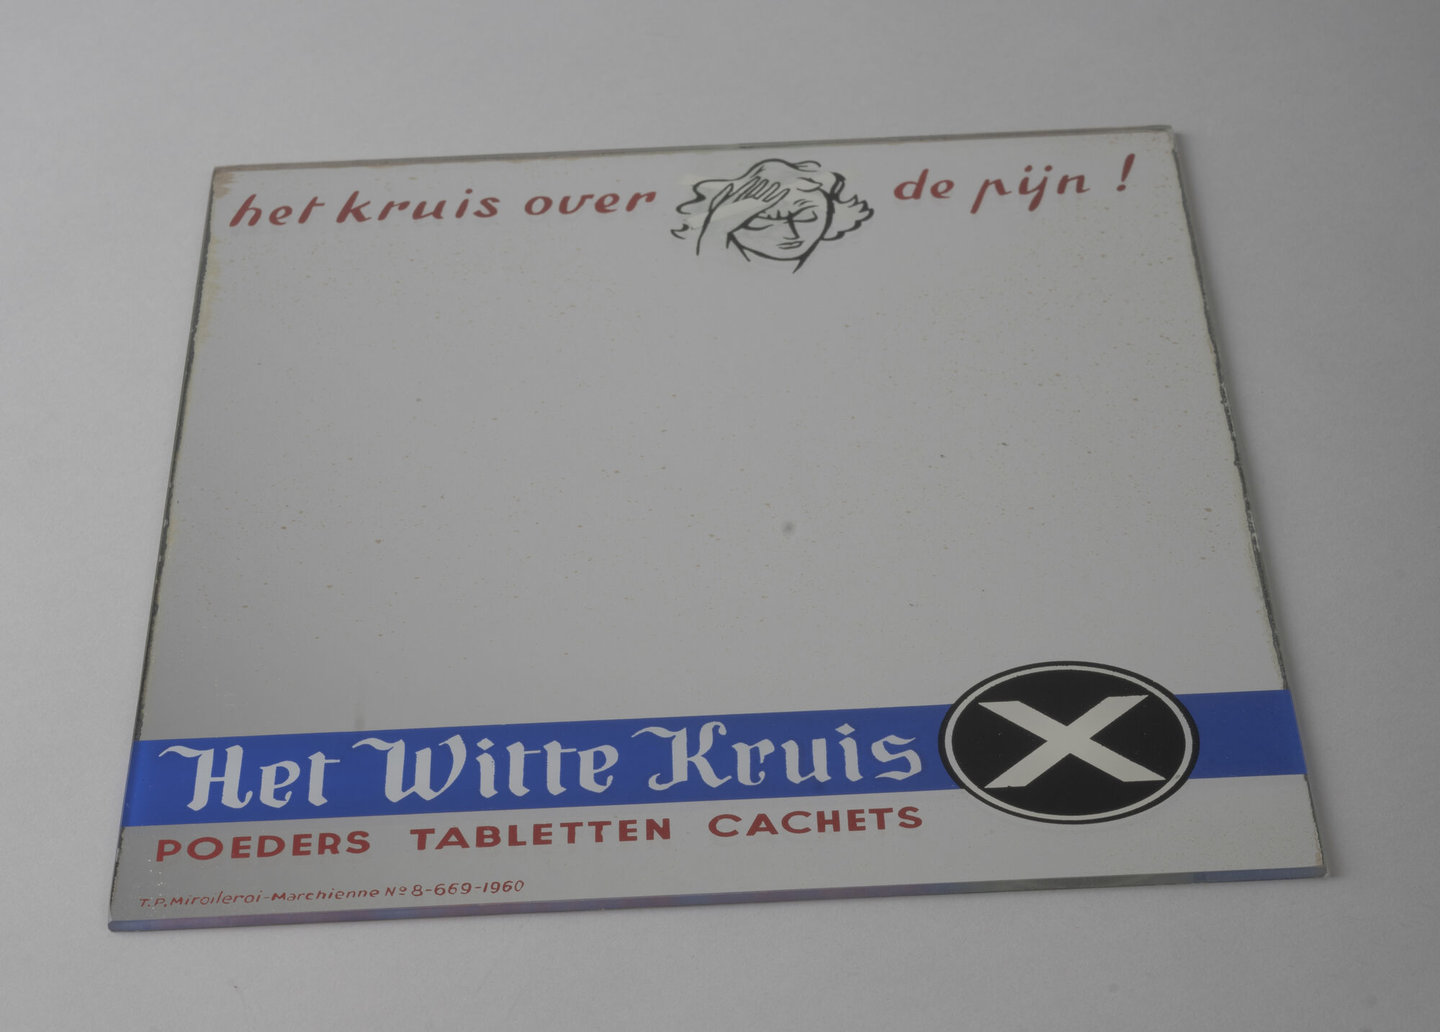 het kruis over de pijn !
Het Witte Kruis
POEDERS TABLETTEN CACHETS
T.P. Miroileroi-Marchienne Nº 8-669-1960